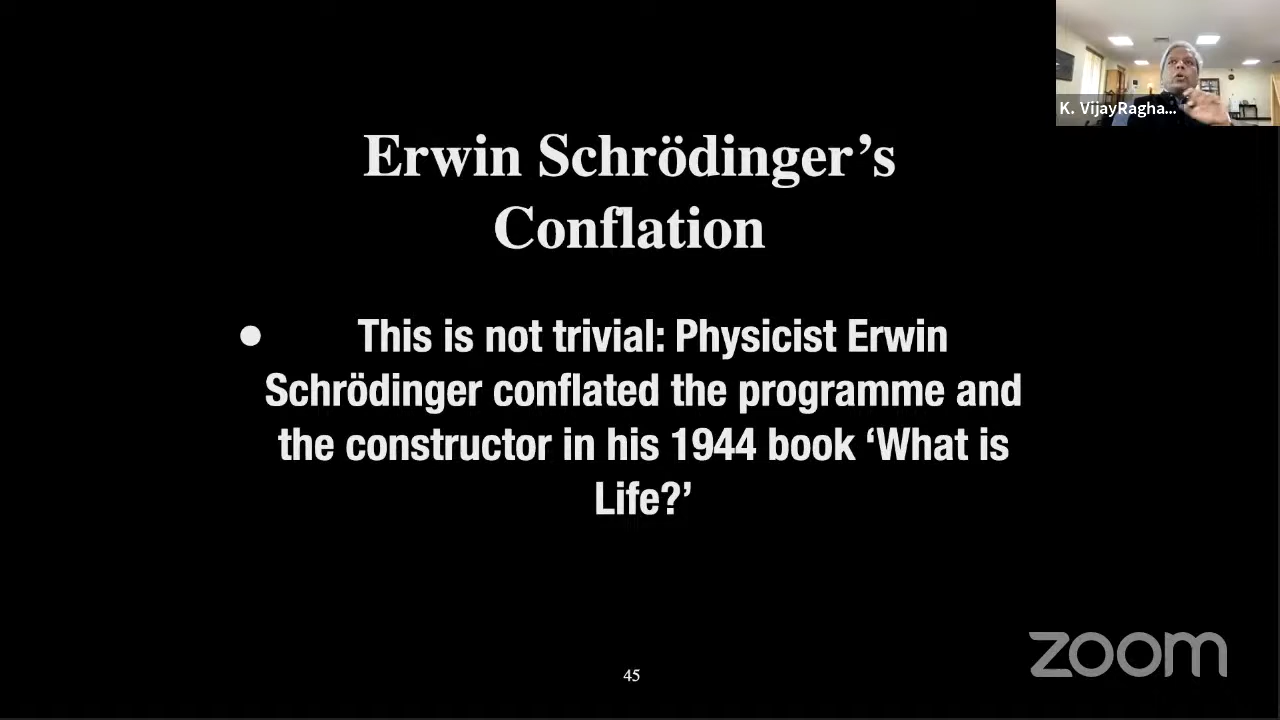 K. VijayRagha...
Erwin Schrödinger’s
Conflation
● This is not trivial: Physicist Erwin
Schrödinger conflated the programme and
the constructor in his 1944 book ‘What is
Life?’
45
zoom